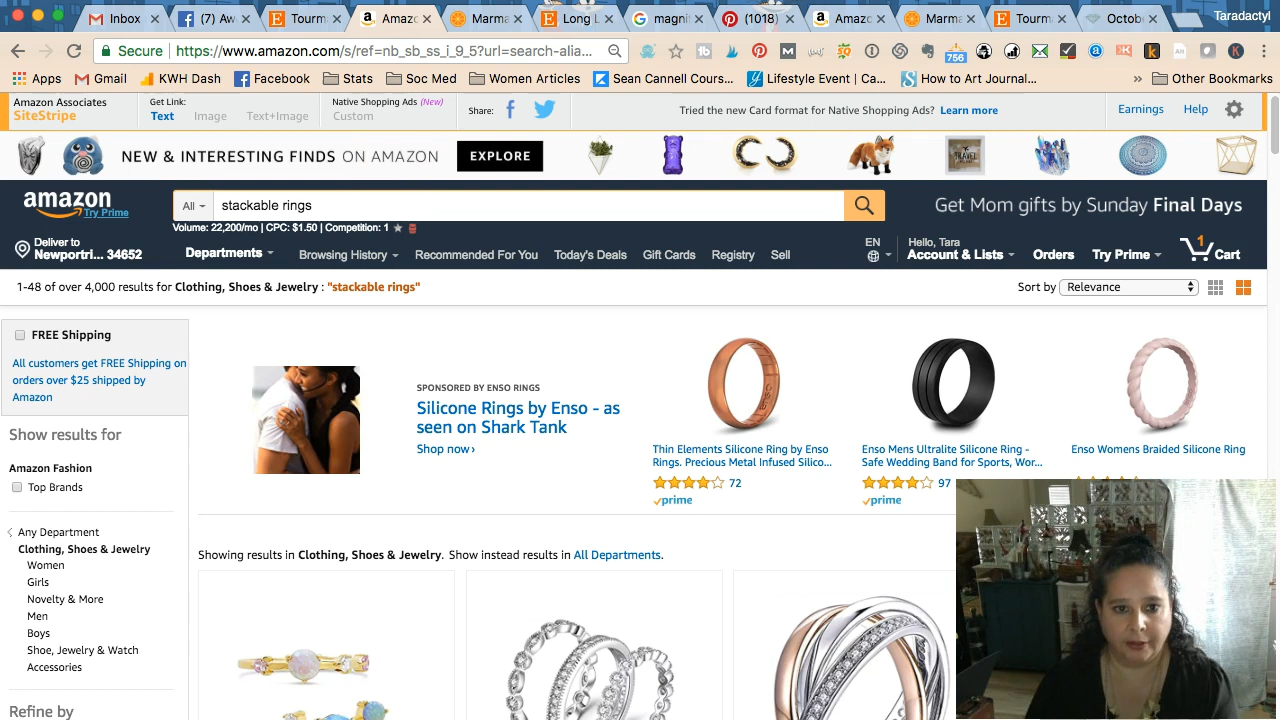 Inbox
(7) Aw
Tourm
Amaz
Marma
Long L
magni
(1018)
Amazo
Marma
Tourm
Octob
Taradactyl
Secure
https://www.amazon.com/s/ref=nb_sb_ss_i_9_5?url=search-alia...
756
Apps
Gmail
KWH Dash
Facebook
Stats
Soc Med
Women Articles
Sean Cannell Cours...
Lifestyle Event | Ca...
How to Art Journal...
»
Other Bookmarks
Amazon Associates
SiteStripe
Get Link:
Text
Image
Text+Image
Native Shopping Ads (New)
Custom
Share:
Tried the new Card format for Native Shopping Ads? Learn more
Earnings
Help
NEW & INTERESTING FINDS ON AMAZON
EXPLORE
TRAVEL
amazon
Try Prime
All
stackable rings
Get Mom gifts by Sunday Final Days
Volume: 22,200/mo | CPC: $1.50 | Competition: 1
Deliver to
Newportri... 34652
Departments
Browsing History
Recommended For You
Today's Deals
Gift Cards
Registry
Sell
EN
Hello, Tara
Account & Lists
Orders
Try Prime
1
Cart
1-48 of over 4,000 results for Clothing, Shoes & Jewelry : "stackable rings"
Sort by
Relevance
FREE Shipping
All customers get FREE Shipping on
orders over $25 shipped by
Amazon
Show results for
Amazon Fashion
Top Brands
Any Department
Clothing, Shoes & Jewelry
Women
Girls
Novelty & More
Men
Boys
Shoe, Jewelry & Watch
Accessories
Refine by
SPONSORED BY ENSO RINGS
Silicone Rings by Enso - as
seen on Shark Tank
Shop now ›
enso
Thin Elements Silicone Ring by Enso
Rings. Precious Metal Infused Silico...
72
prime
Enso Mens Ultralite Silicone Ring -
Safe Wedding Band for Sports, Wor...
97
prime
Enso Womens Braided Silicone Ring
Showing results in Clothing, Shoes & Jewelry. Show instead results in All Departments.